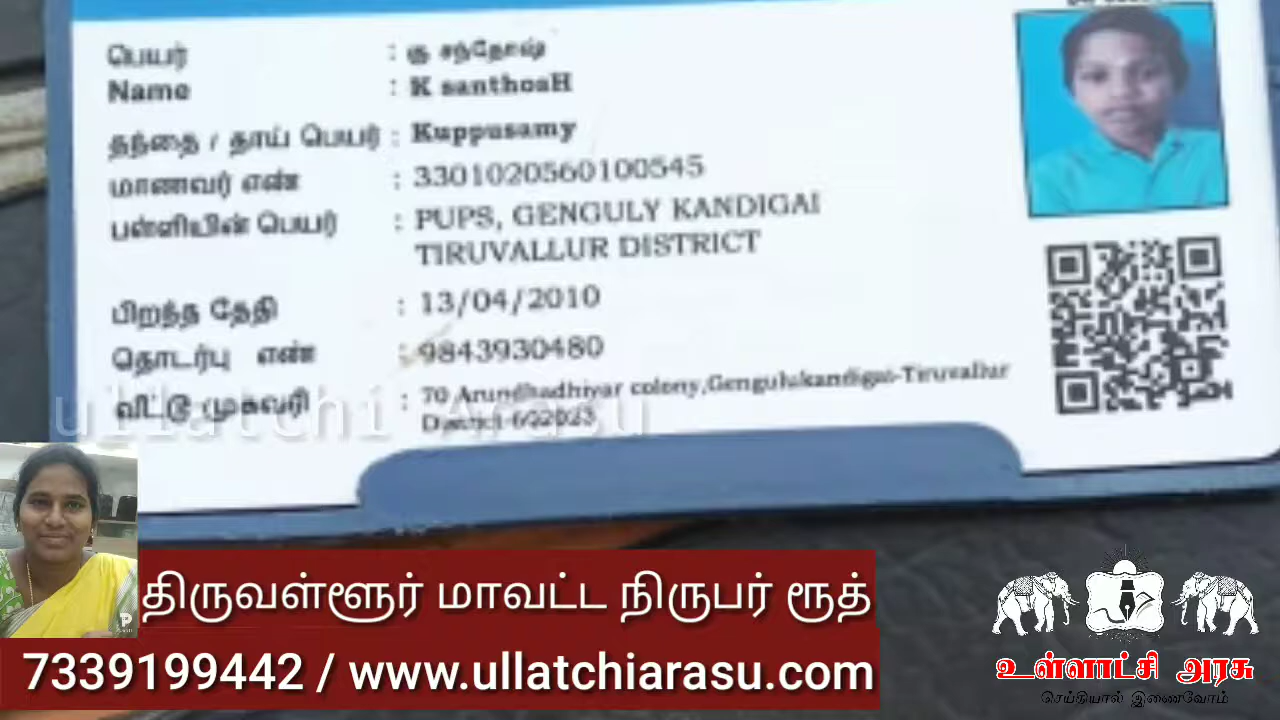 பெயர் : கு சந்தோஷ்
Name : K santhosH
தந்தை / தாய் பெயர் : Kuppusamy
மாணவர் எண் : 3301020560100545
பள்ளியின் பெயர் : PUPS, GENGULY KANDIGAI
TIRUVALLUR DISTRICT
பிறந்த தேதி : 13/04/2010
தொடர்பு எண் : 9843930480
வீட்டு முகவரி : 70 Arundhadhiyar colony,Gengulukandigai-Tiruvallur
District-602023
ullatchi Arasu
திருவள்ளூர் மாவட்ட நிருபர் ரூத்
7339199442 / www.ullatchiarasu.com
உள்ளாட்சி அரசு
செய்தியால் இணைவோம்